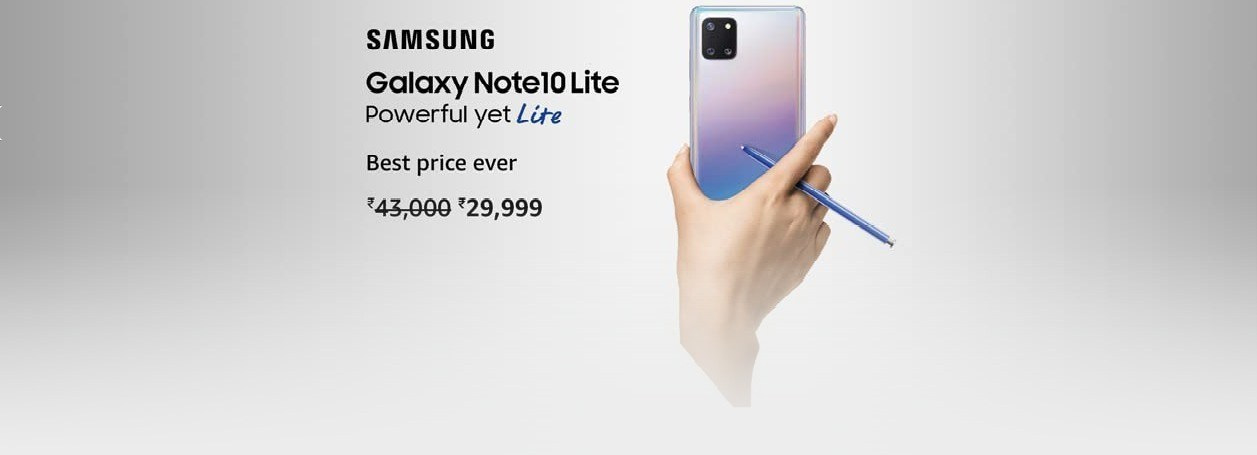 SAMSUNG
Galaxy Note10 Lite
Powerful yet Lite
Best price ever
₹43,000 ₹29,999